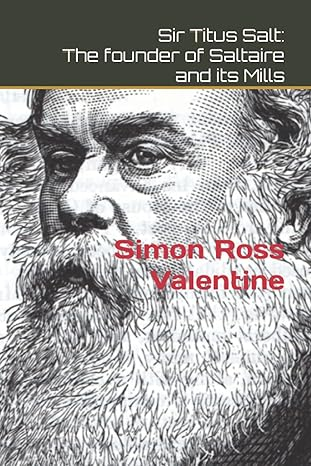 Sir Titus Salt:
The founder of Saltaire
and its Mills
Simon Ross
Valentine